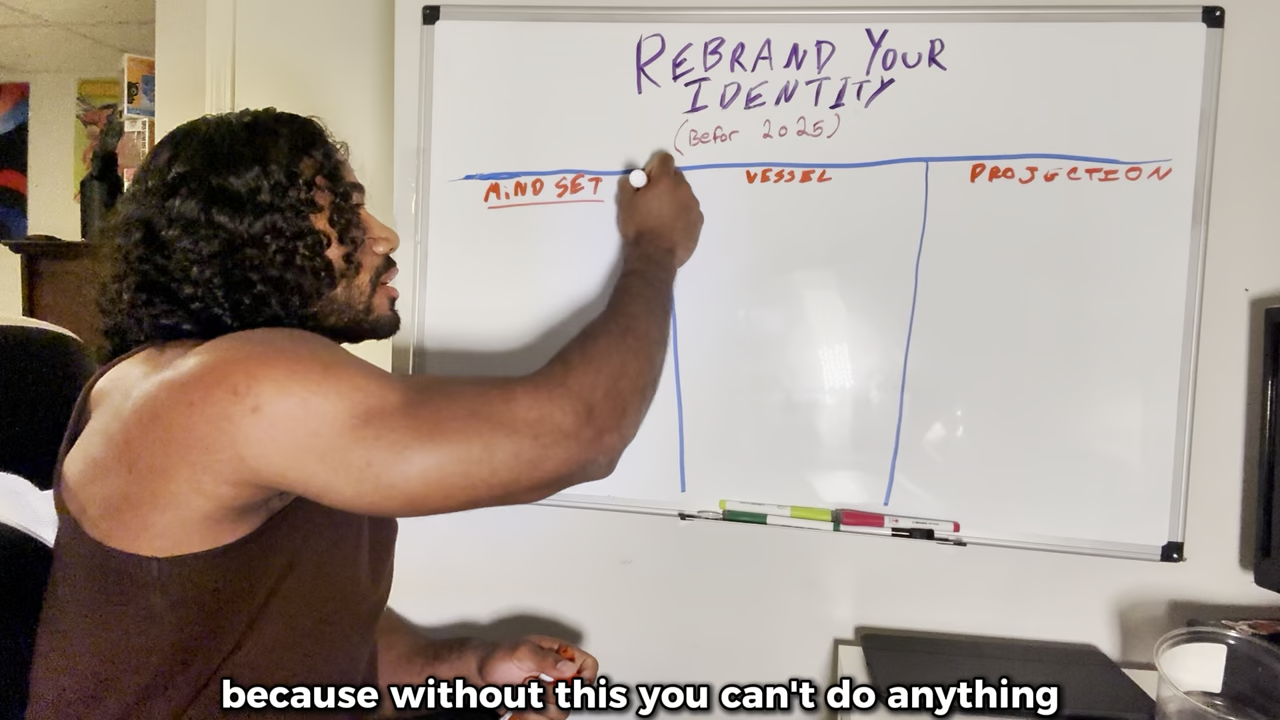 REBRAND YOUR
IDENTITY
(Befor 2025)
MiND SET
VESSEL
PROJECTION
because without this you can't do anything